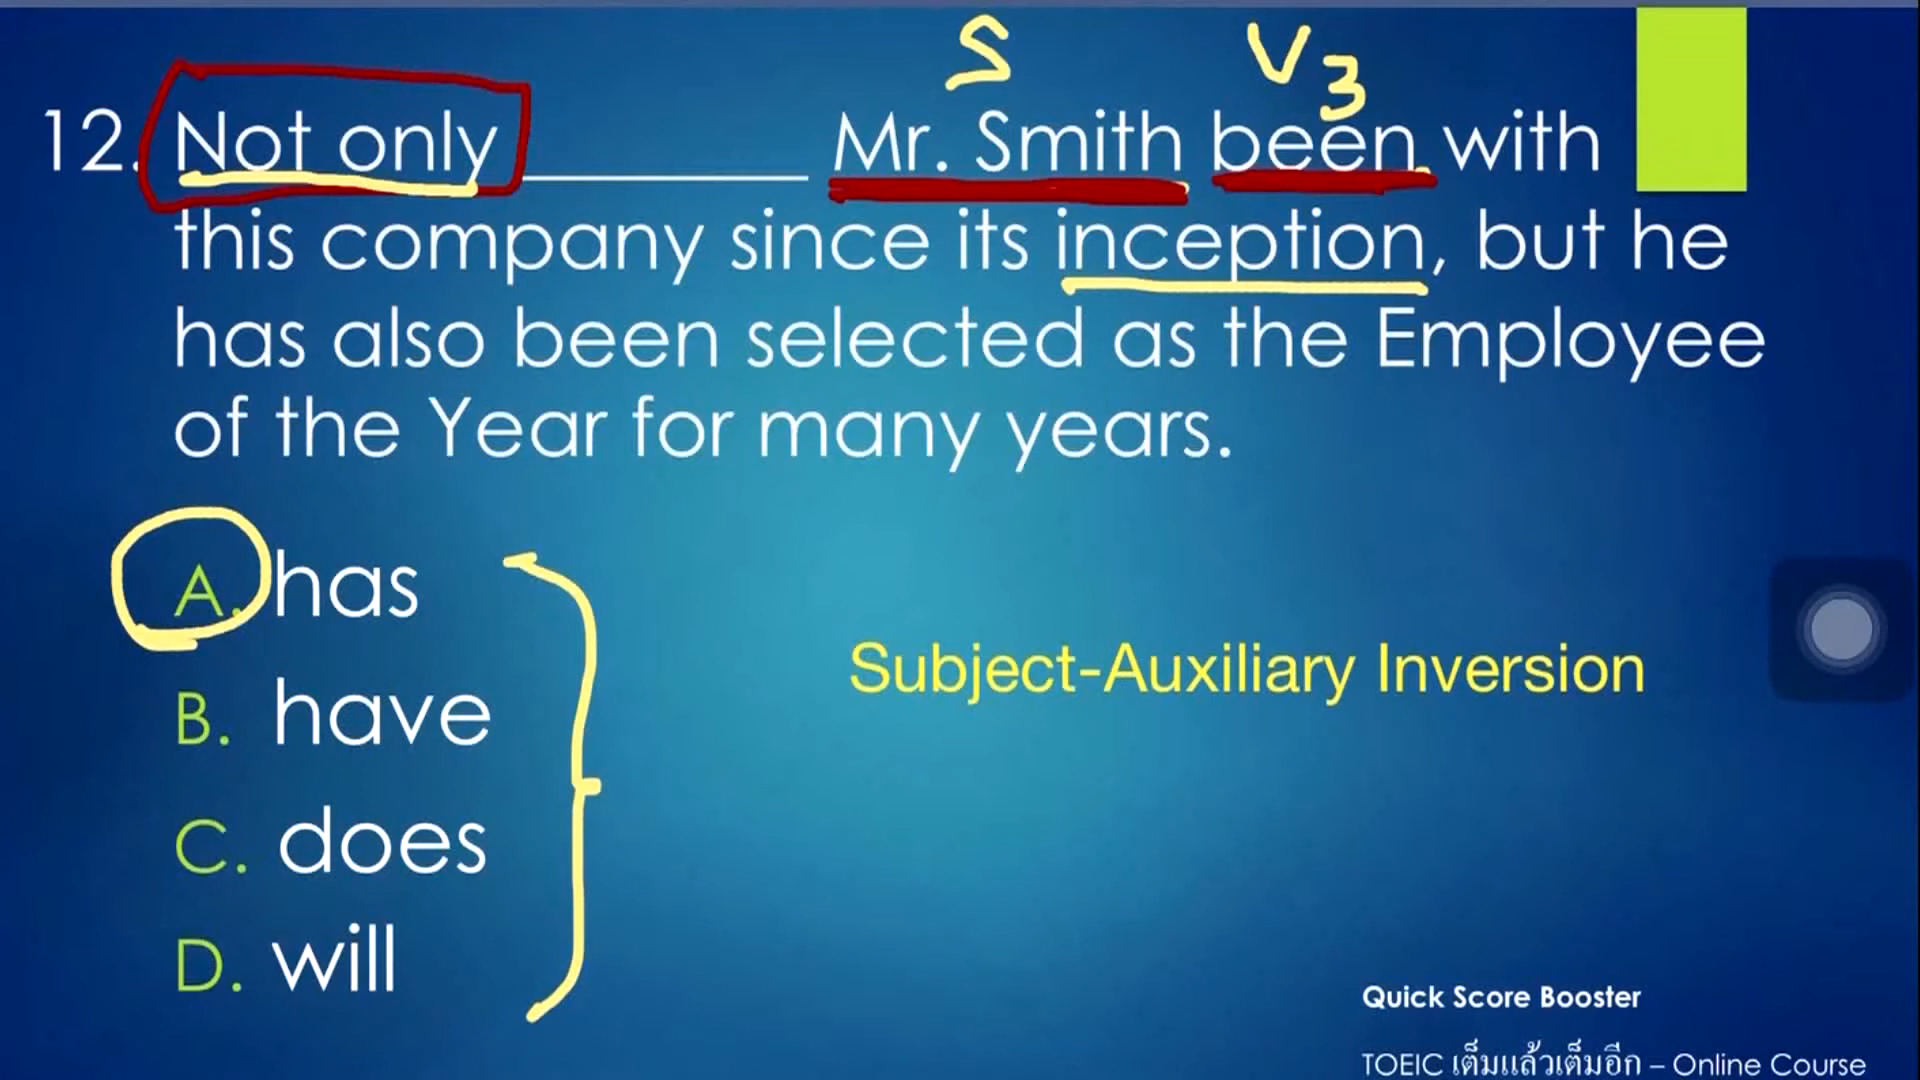 S V3
12. Not only ________ Mr. Smith been with
this company since its inception, but he
has also been selected as the Employee
of the Year for many years.
A. has
B. have
C. does
D. will
Subject-Auxiliary Inversion
Quick Score Booster
TOEIC เต็มแล้วเต็มอีก – Online Course